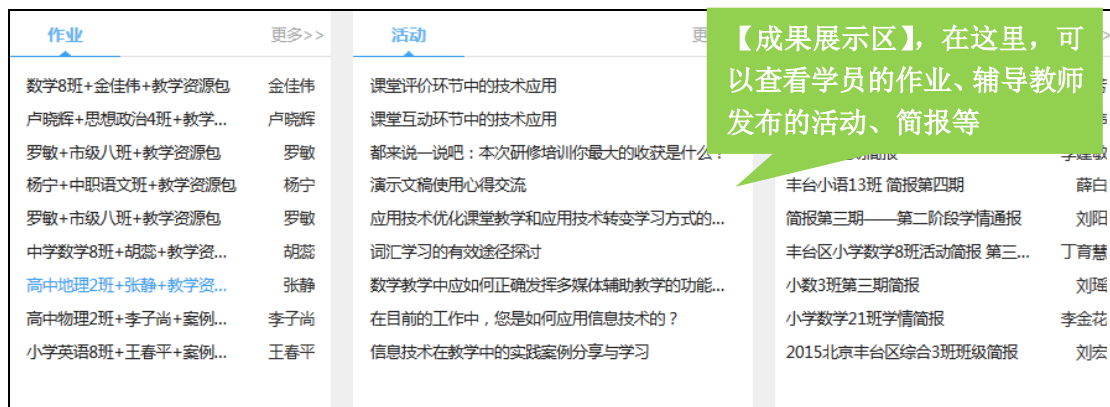 作业 更多>>
数学8班+金佳伟+教学资源包 金佳伟
卢晓辉+思想政治4班+教学... 卢晓辉
罗敏+市级八班+教学资源包 罗敏
杨宁+中职语文班+教学资源包 杨宁
罗敏+市级八班+教学资源包 罗敏
中学数学8班+胡蕊+教学资... 胡蕊
高中地理2班+张静+教学资... 张静
高中物理2班+李子尚+案例... 李子尚
小学英语8班+王春平+案例... 王春平
活动 更
课堂评价环节中的技术应用
课堂互动环节中的技术应用
都来说一说吧：本次研修培训你最大的收获是什么？
演示文稿使用心得交流
应用技术优化课堂教学和应用技术转变学习方式的...
词汇学习的有效途径探讨
数学教学中应如何正确发挥多媒体辅助教学的功能...
在目前的工作中，您是如何应用信息技术的？
信息技术在教学中的实践案例分享与学习
【成果展示区】，在这里，可
以查看学员的作业、辅导教师
发布的活动、简报等
丰台小语13班 简报第四期 薛白
简报第三期——第二阶段学情通报 刘阳
丰台区小学数学8班活动简报 第三... 丁育慧
小数3班第三期简报 刘瑶
小学数学21班学情简报 李金花
2015北京丰台区综合3班班级简报 刘宏